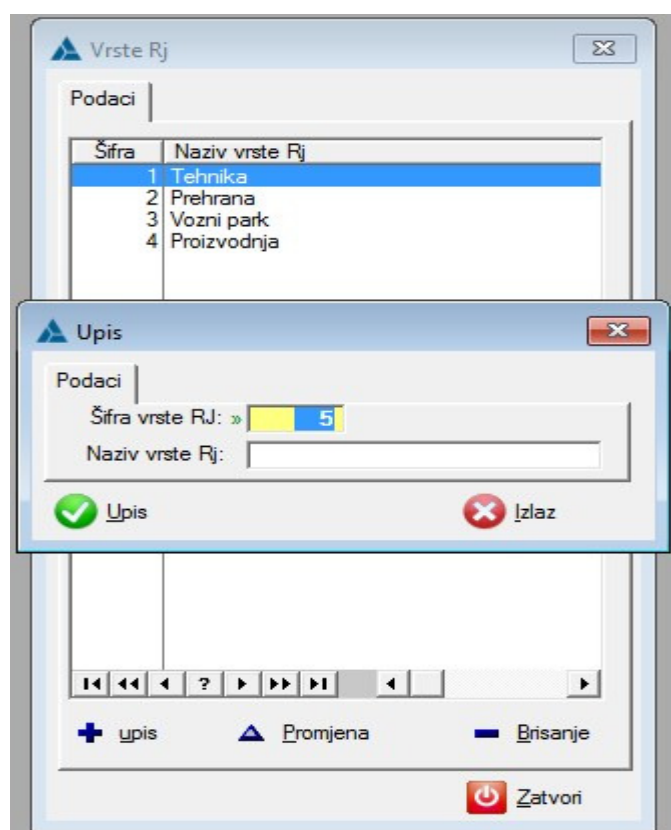 Vrste Rj
Podaci
Šifra Naziv vrste Rj
1 Tehnika
2 Prehrana
3 Vozni park
4 Proizvodnja
Upis
Podaci
Šifra vrste RJ: » 5
Naziv vrste Rj:
Upis Izlaz
?
upis Promjena Brisanje
Zatvori